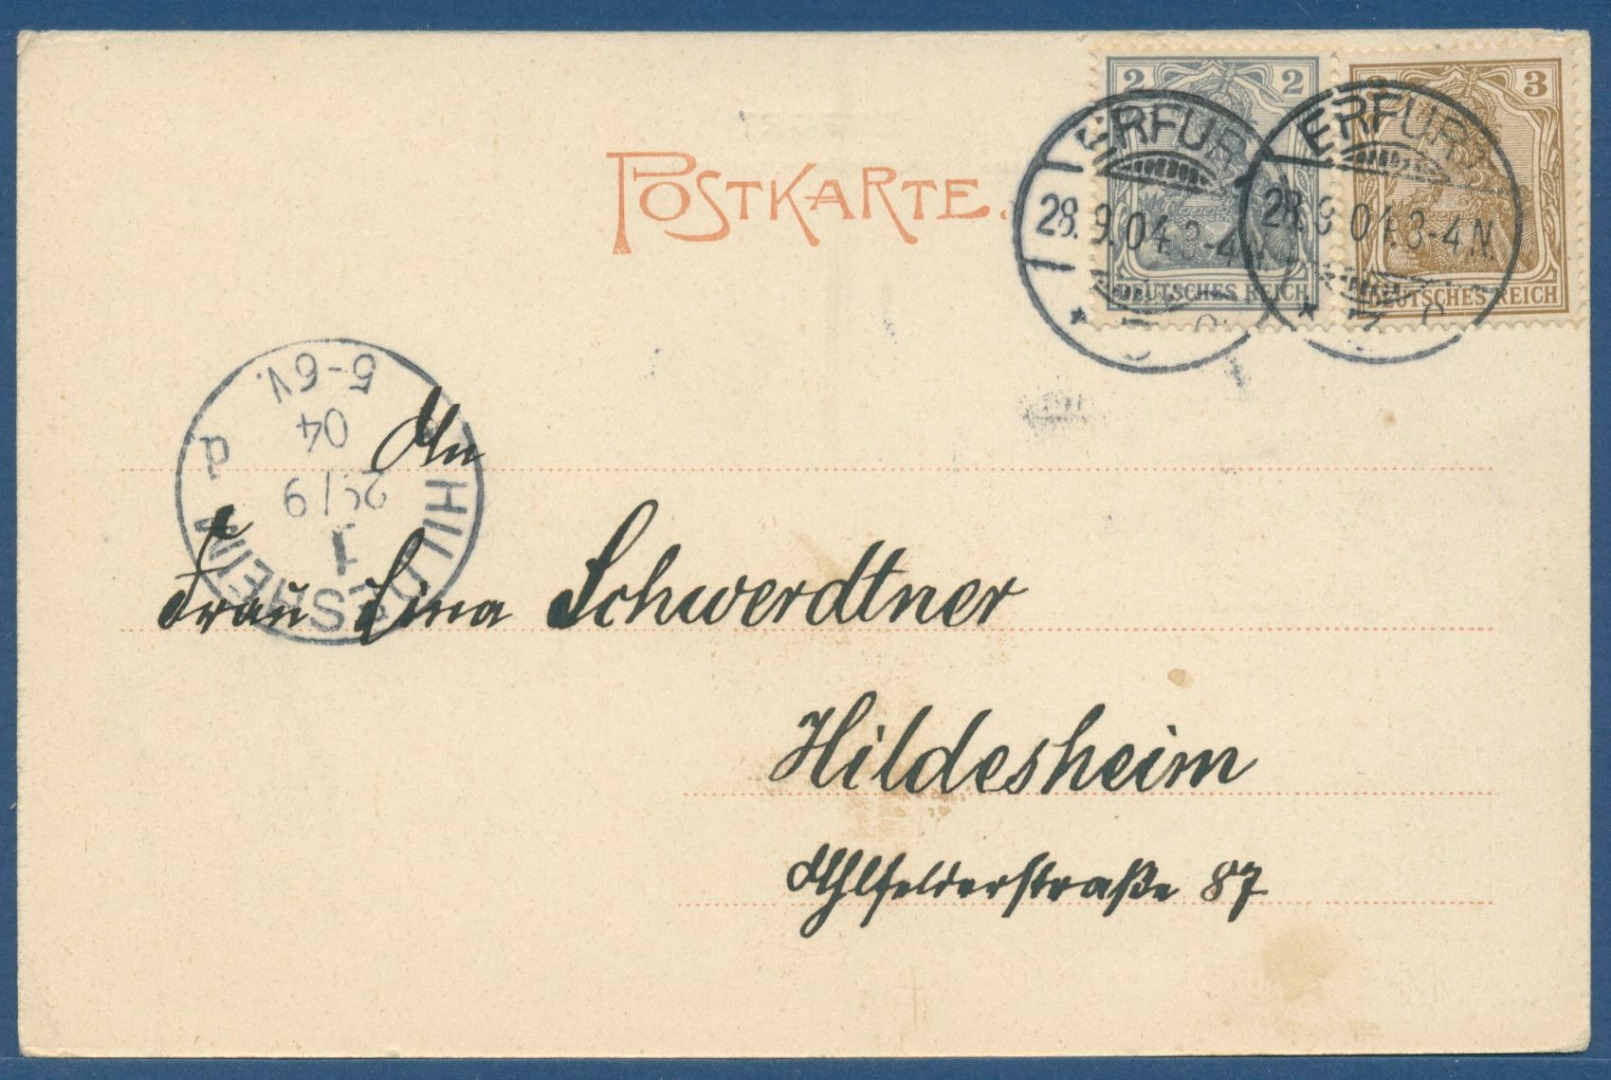 POSTKARTE.
2 2
DEUTSCHES REICH
3
DEUTSCHES REICH
ERFURT
28.9.04.3-4N.
ERFURT
28.9.04.3-4N.
HILDESHEIM
1
29/9
04
5-6V.
d
An
Frau Lina Schwerdtner
Hildesheim
Ahlfelderstraße 87